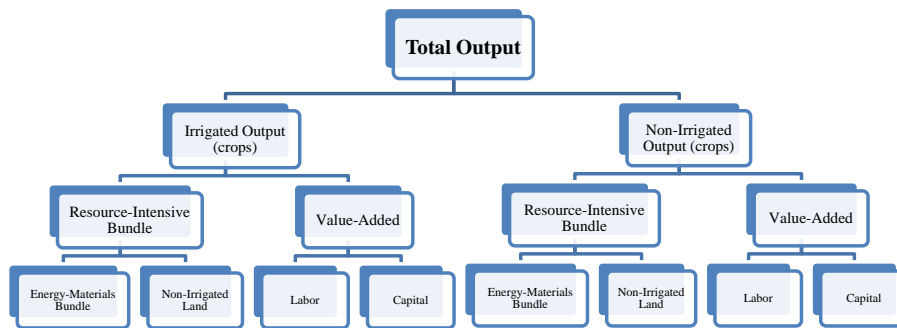 Total Output
Irrigated Output
(crops)
Non-Irrigated
Output (crops)
Resource-Intensive
Bundle
Value-Added
Resource-Intensive
Bundle
Value-Added
Energy-Materials
Bundle
Non-Irrigated
Land
Labor
Capital
Energy-Materials
Bundle
Non-Irrigated
Land
Labor
Capital